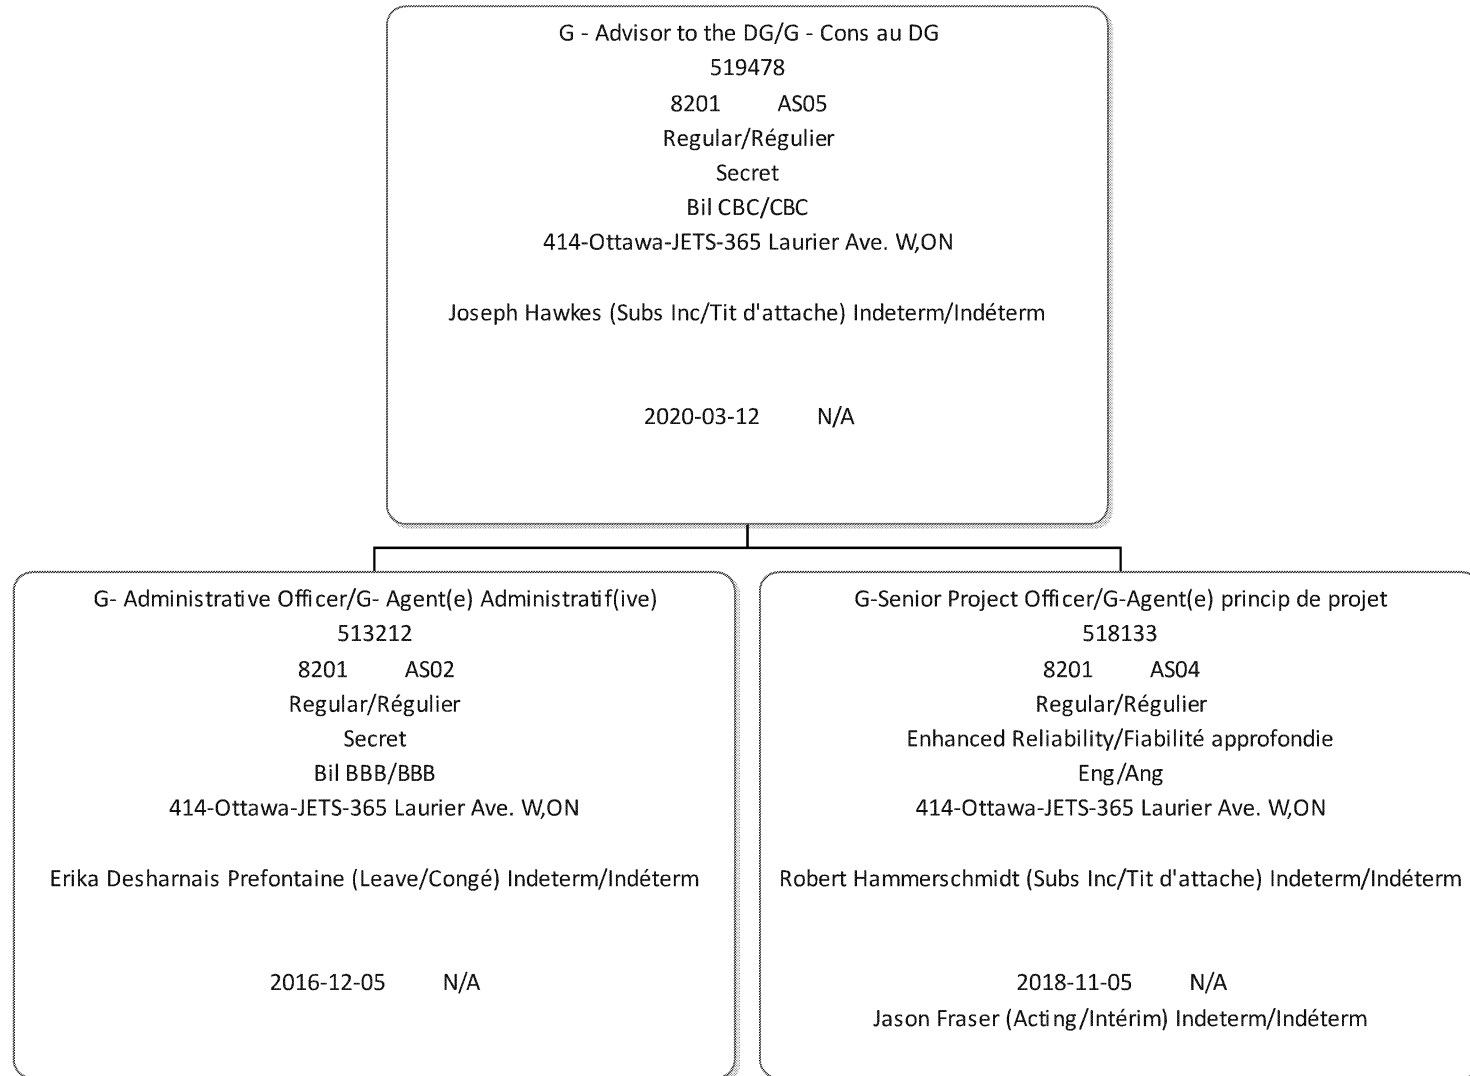 G - Advisor to the DG/G - Cons au DG
519478
8201 AS05
Regular/Régulier
Secret
Bil CBC/CBC
414-Ottawa-JETS-365 Laurier Ave. W,ON
Joseph Hawkes (Subs Inc/Tit d'attache) Indeterm/Indéterm
2020-03-12 N/A
G- Administrative Officer/G- Agent(e) Administratif(ive)
513212
8201 AS02
Regular/Régulier
Secret
Bil BBB/BBB
414-Ottawa-JETS-365 Laurier Ave. W,ON
Erika Desharnais Prefontaine (Leave/Congé) Indeterm/Indéterm
2016-12-05 N/A
G-Senior Project Officer/G-Agent(e) princip de projet
518133
8201 AS04
Regular/Régulier
Enhanced Reliability/Fiabilité approfondie
Eng/Ang
414-Ottawa-JETS-365 Laurier Ave. W,ON
Robert Hammerschmidt (Subs Inc/Tit d'attache) Indeterm/Indéterm
2018-11-05 N/A
Jason Fraser (Acting/Intérim) Indeterm/Indéterm